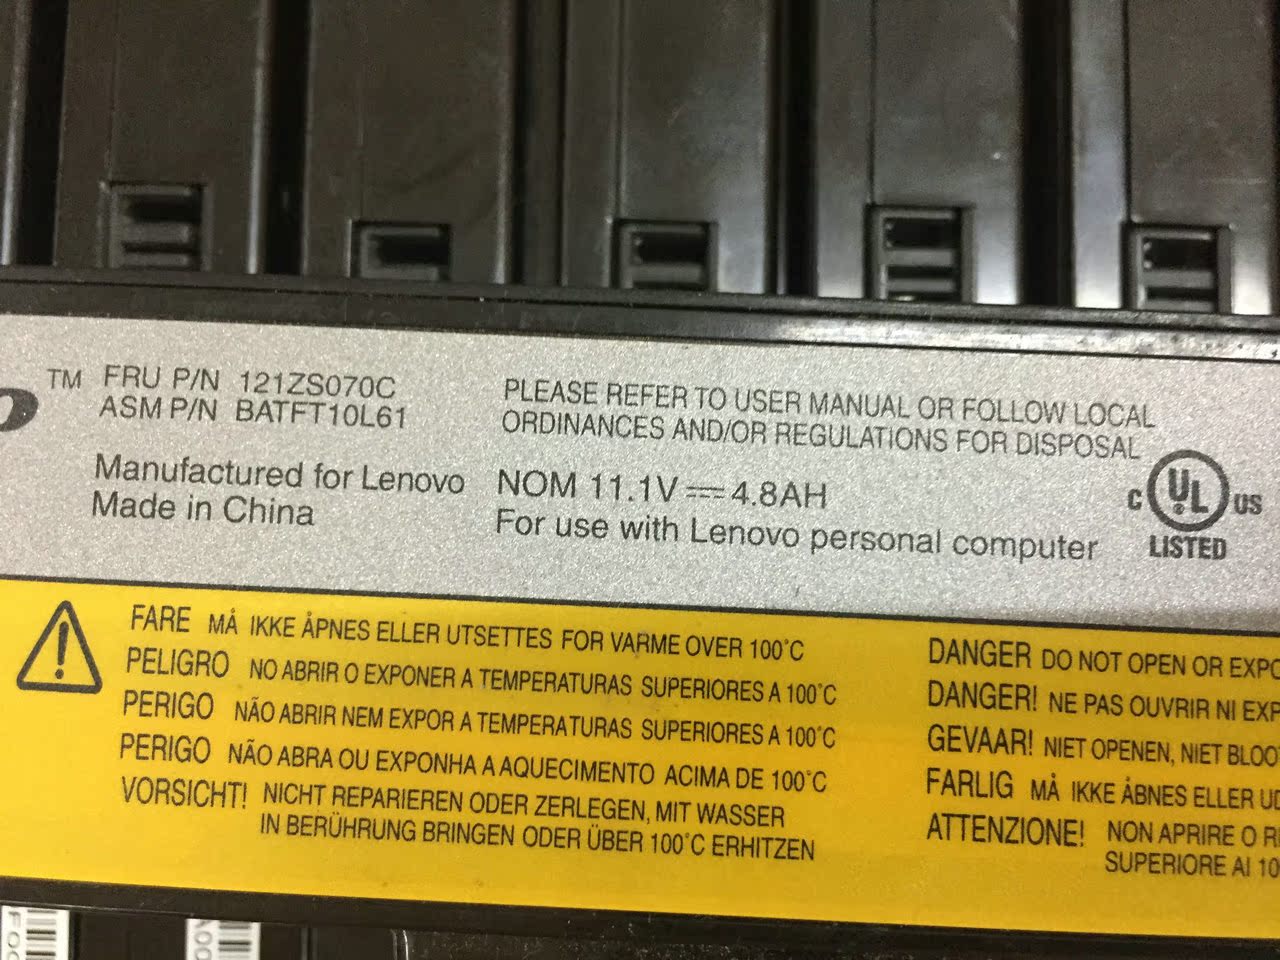 TM FRU P/N 121ZS070C
ASM P/N BATFT10L61
Manufactured for Lenovo
Made in China
PLEASE REFER TO USER MANUAL OR FOLLOW LOCAL
ORDINANCES AND/OR REGULATIONS FOR DISPOSAL
NOM 11.1V⎓4.8AH
For use with Lenovo personal computer
C UL US
LISTED
FARE MÅ IKKE ÅPNES ELLER UTSETTES FOR VARME OVER 100°C
PELIGRO NO ABRIR O EXPONER A TEMPERATURAS SUPERIORES A 100°C
PERIGO NÃO ABRIR NEM EXPOR A TEMPERATURAS SUPERIORES A 100°C
PERIGO NÃO ABRA OU EXPONHA A AQUECIMENTO ACIMA DE 100°C
VORSICHT! NICHT REPARIEREN ODER ZERLEGEN, MIT WASSER
IN BERÜHRUNG BRINGEN ODER ÜBER 100°C ERHITZEN
DANGER DO NOT OPEN OR EXPO
DANGER! NE PAS OUVRIR NI EXP
GEVAAR! NIET OPENEN, NIET BLOO
FARLIG MÅ IKKE ÅBNES ELLER UD
ATTENZIONE! NON APRIRE O R
SUPERIORE AI 10